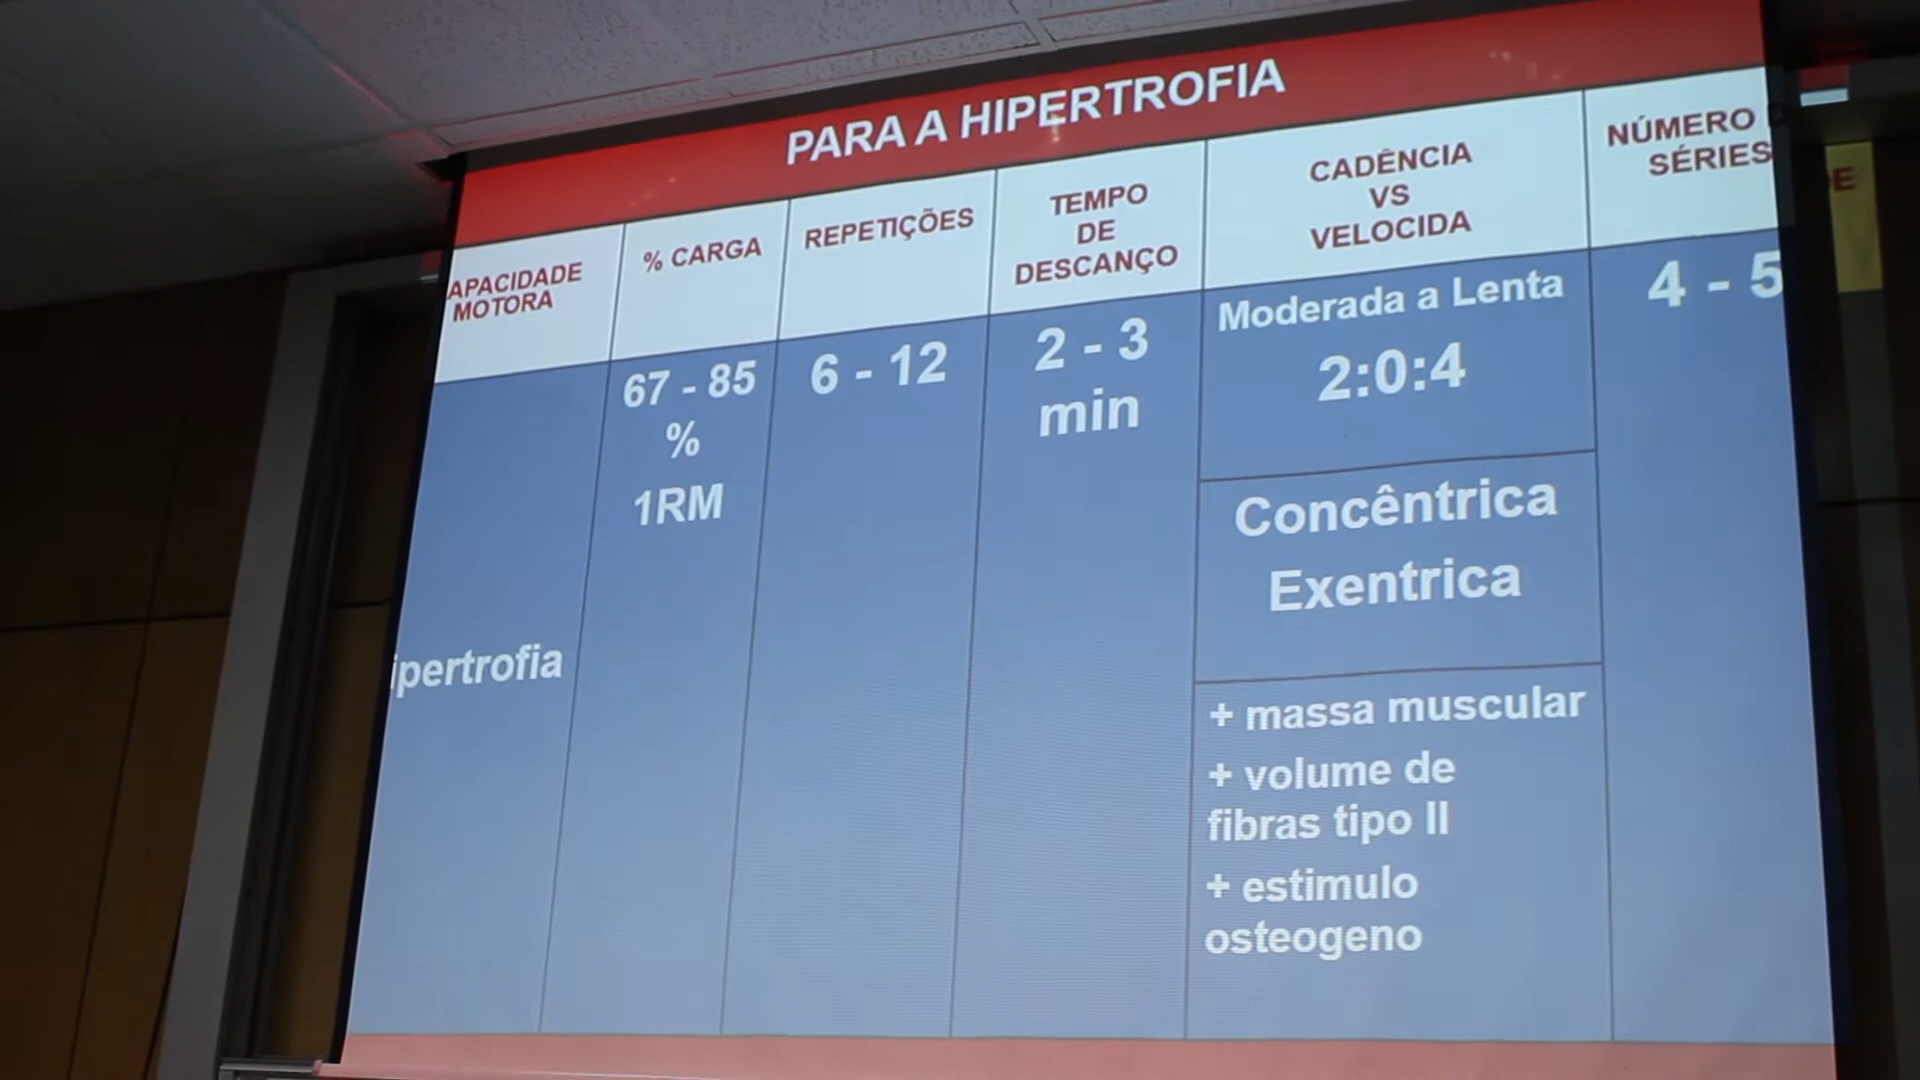 PARA A HIPERTROFIA
APACIDADE
MOTORA
% CARGA
REPETIÇÕES
TEMPO
DE
DESCANÇO
CADÊNCIA
VS
VELOCIDA
NÚMERO
SÉRIES
E
ipertrofia
67 - 85
%
1RM
6 - 12
2 - 3
min
Moderada a Lenta
2:0:4
Concêntrica
Exentrica
+ massa muscular
+ volume de
fibras tipo II
+ estimulo
osteogeno
4 - 5